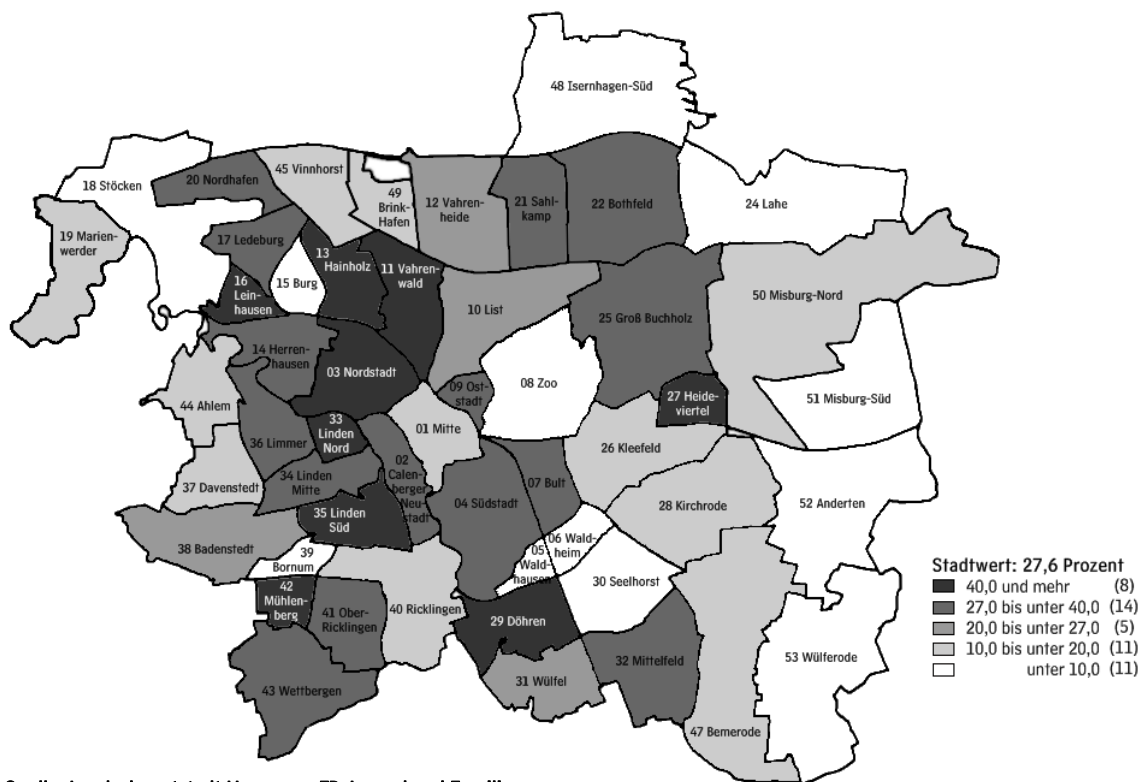 48 Isernhagen-Süd
18 Stöcken
20 Nordhafen
45 Vinnhorst
49
Brink-
Hafen
12 Vahren-
heide
21 Sahl-
kamp
22 Bothfeld
24 Lahe
19 Marien-
werder
17 Ledeburg
13
Hainholz
11 Vahren-
wald
16
Lein-
hausen
15 Burg
10 List
25 Groß Buchholz
50 Misburg-Nord
14 Herren-
hausen
03 Nordstadt
09 Ost-
stadt
08 Zoo
27 Heide-
viertel
51 Misburg-Süd
44 Ahlem
36 Limmer
33
Linden
Nord
01 Mitte
26 Kleefeld
02
Calen-
berger
Neu-
stadt
37 Davenstedt
34 Linden
Mitte
04 Südstadt
07 Bult
28 Kirchrode
52 Anderten
35 Linden
Süd
38 Badenstedt
39
Bornum
06 Wald-
heim
05
Wald-
hausen
30 Seelhorst
42
Mühlen-
berg
41 Ober-
Ricklingen
40 Ricklingen
29 Döhren
32 Mittelfeld
53 Wülferode
43 Wettbergen
31 Wülfel
47 Bemerode
Stadtwert: 27,6 Prozent
40,0 und mehr (8)
27,0 bis unter 40,0 (14)
20,0 bis unter 27,0 (5)
10,0 bis unter 20,0 (11)
unter 10,0 (11)